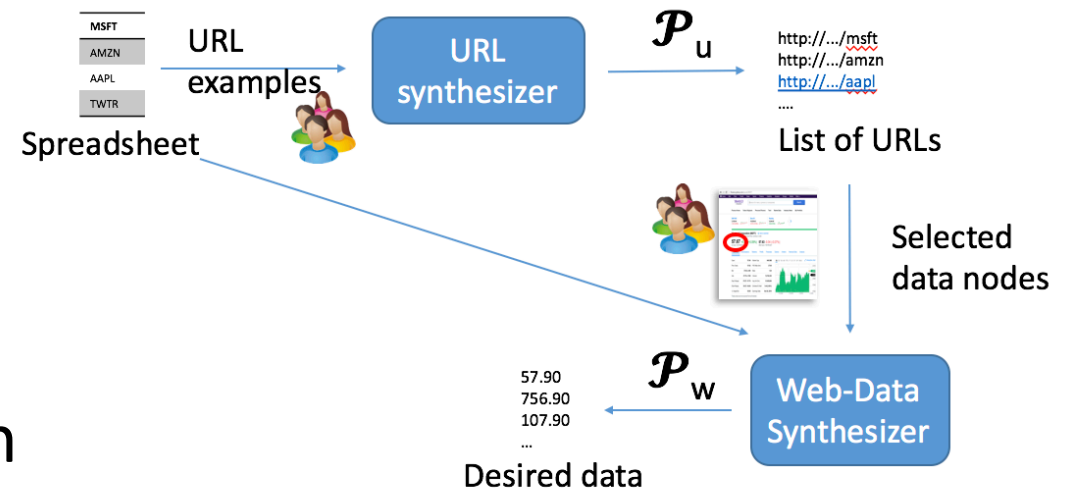 MSFT
AMZN
AAPL
TWTR
Spreadsheet
URL
examples
URL
synthesizer
𝒫u
http://.../msft
http://.../amzn
http://.../aapl
....
List of URLs
Selected
data nodes
57.90
756.90
107.90
...
Desired data
𝒫w
Web-Data
Synthesizer
n